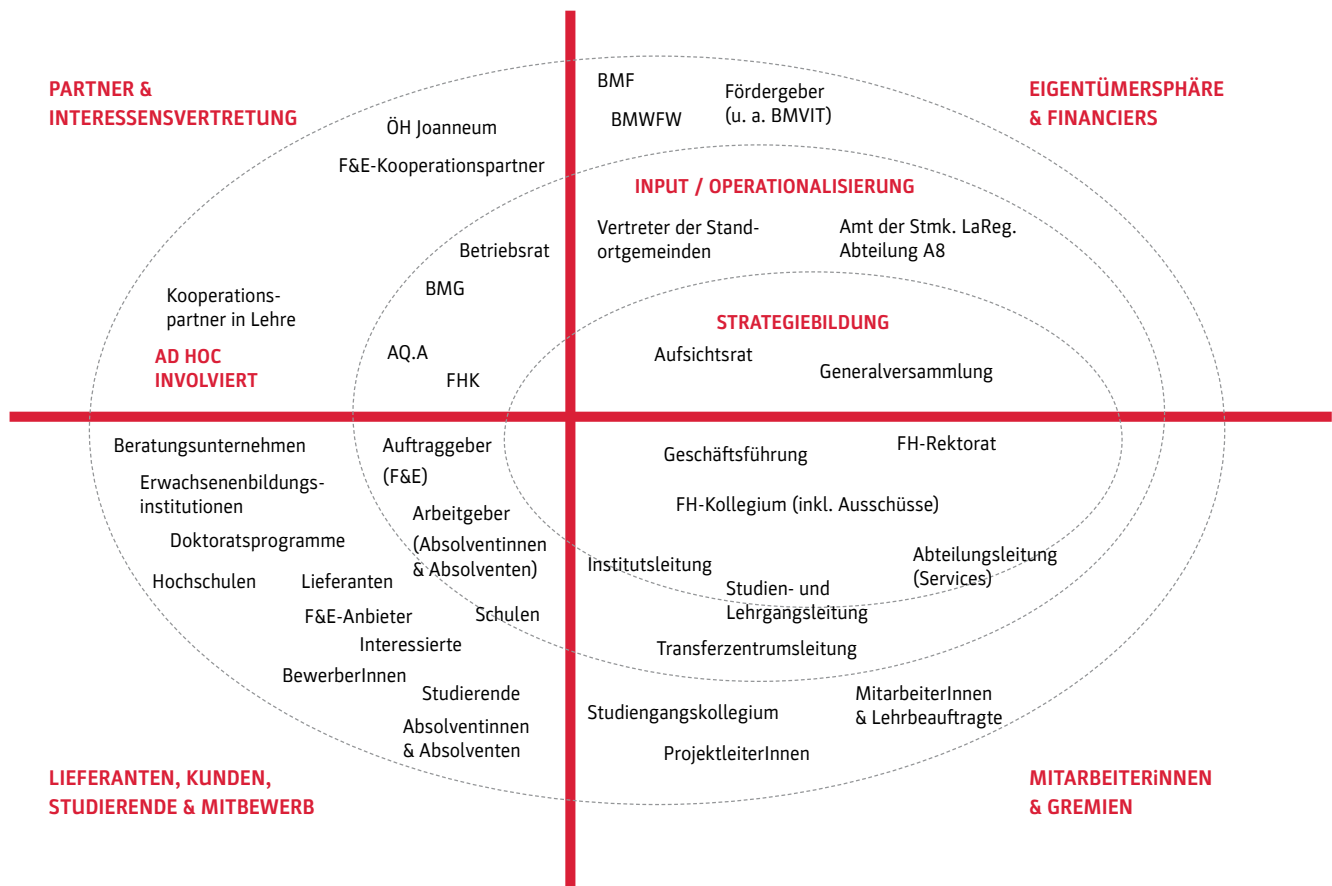 PARTNER &
INTERESSENSVERTRETUNG
ÖH Joanneum
F&E-Kooperationspartner
Betriebsrat
BMG
Kooperations-
partner in Lehre
AD HOC
INVOLVIERT
AQ.A
FHK
BMF
BMWFW
Fördergeber
(u. a. BMVIT)
EIGENTÜMERSPHÄRE
& FINANCIERS
INPUT / OPERATIONALISIERUNG
Vertreter der Stand-
ortgemeinden
Amt der Stmk. LaReg.
Abteilung A8
STRATEGIEBILDUNG
Aufsichtsrat
Generalversammlung
Beratungsunternehmen
Erwachsenenbildungs-
institutionen
Doktoratsprogramme
Hochschulen
Lieferanten
F&E-Anbieter
Interessierte
BewerberInnen
Studierende
Absolventinnen
& Absolventen
Auftraggeber
(F&E)
Arbeitgeber
(Absolventinnen
& Absolventen)
Schulen
LIEFERANTEN, KUNDEN,
STUDIERENDE & MITBEWERB
Geschäftsführung
FH-Rektorat
FH-Kollegium (inkl. Ausschüsse)
Institutsleitung
Abteilungsleitung
(Services)
Studien- und
Lehrgangsleitung
Transferzentrumsleitung
Studiengangskollegium
MitarbeiterInnen
& Lehrbeauftragte
ProjektleiterInnen
MITARBEITERiNNEN
& GREMIEN